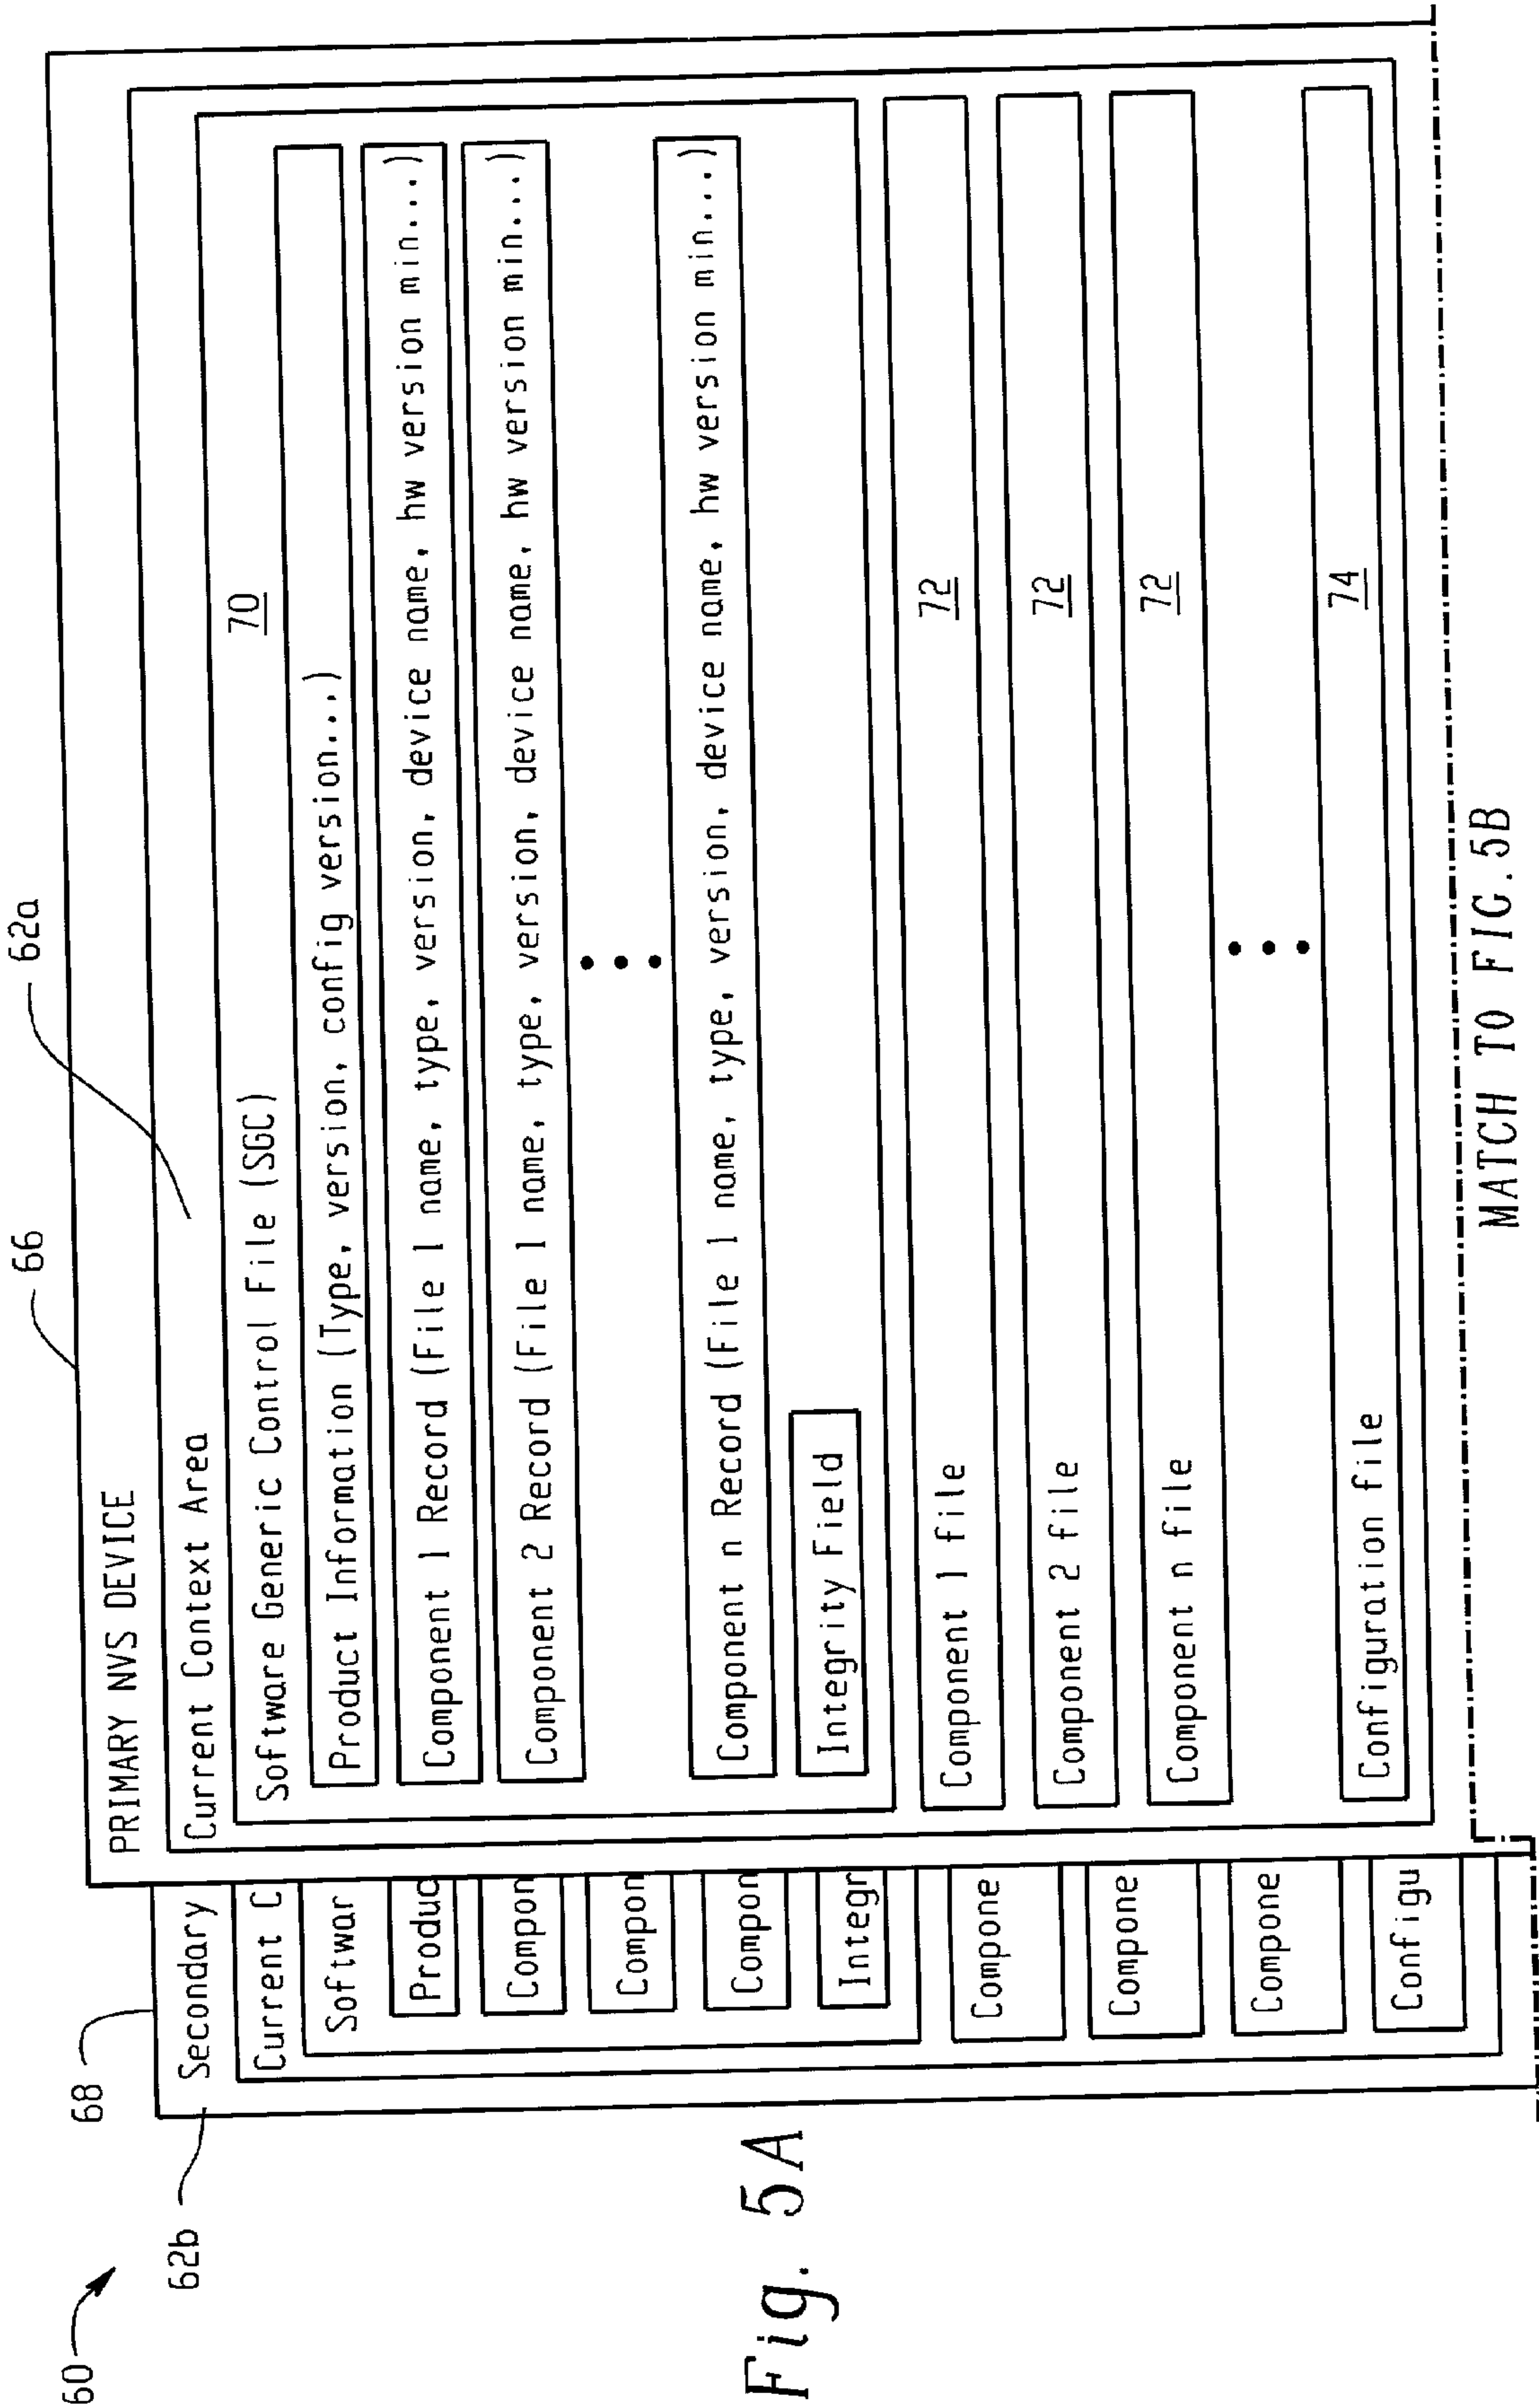 60
62b
68
66
62a
Secondary
Current C
Softwar
Produc
Compon
Compon
Compon
Integr
Compone
Compone
Compone
Configu
PRIMARY NVS DEVICE
Current Context Area
Software Generic Control File (SGC) 70
Product Information (Type, version, config version...)
Component 1 Record (File 1 name, type, version, device name, hw version min...)
Component 2 Record (File 1 name, type, version, device name, hw version min...)
Component n Record (File 1 name, type, version, device name, hw version min...)
Integrity Field
Component 1 file 72
Component 2 file 72
Component n file 72
Configuration file 74
MATCH TO FIG. 5B
Fig. 5A